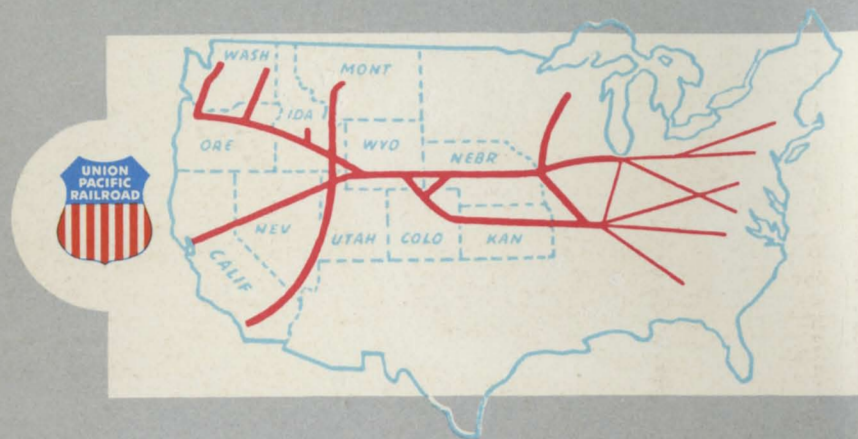 WASH
MONT
IDA
ORE
WYO
NEBR
UNION
PACIFIC
RAILROAD
NEV
UTAH
COLO
KAN
CALIF